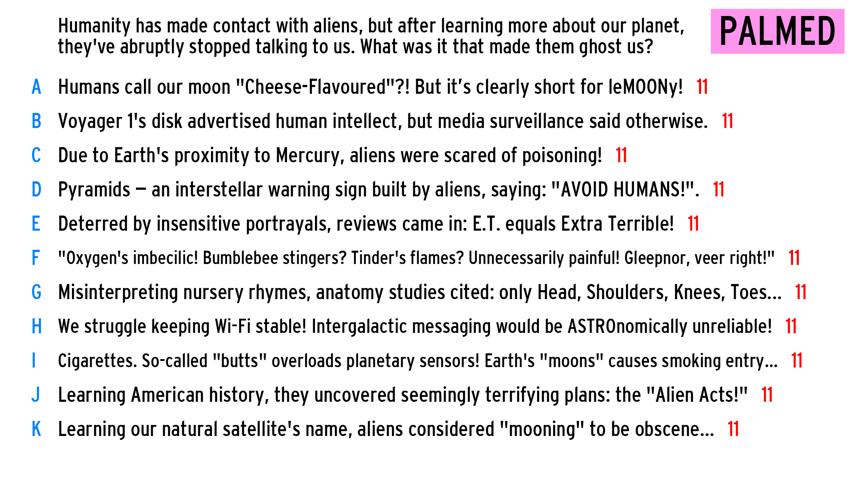 Humanity has made contact with aliens, but after learning more about our planet,
they've abruptly stopped talking to us. What was it that made them ghost us?
PALMED
A Humans call our moon "Cheese-Flavoured"?! But it's clearly short for leMOONy! 11
B Voyager 1's disk advertised human intellect, but media surveillance said otherwise. 11
C Due to Earth's proximity to Mercury, aliens were scared of poisoning! 11
D Pyramids – an interstellar warning sign built by aliens, saying: "AVOID HUMANS!". 11
E Deterred by insensitive portrayals, reviews came in: E.T. equals Extra Terrible! 11
F "Oxygen's imbecilic! Bumblebee stingers? Tinder's flames? Unnecessarily painful! Gleepnor, veer right!" 11
G Misinterpreting nursery rhymes, anatomy studies cited: only Head, Shoulders, Knees, Toes... 11
H We struggle keeping Wi-Fi stable! Intergalactic messaging would be ASTROnomically unreliable! 11
I Cigarettes. So-called "butts" overloads planetary sensors! Earth's "moons" causes smoking entry... 11
J Learning American history, they uncovered seemingly terrifying plans: the "Alien Acts!" 11
K Learning our natural satellite's name, aliens considered "mooning" to be obscene... 11